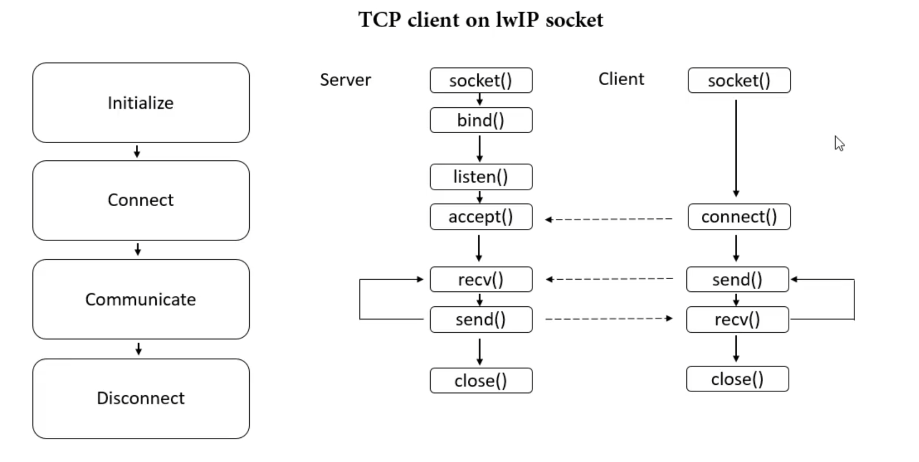 TCP client on lwIP socket
Initialize
Connect
Communicate
Disconnect
Server
socket()
bind()
listen()
accept()
recv()
send()
close()
Client
socket()
connect()
send()
recv()
close()